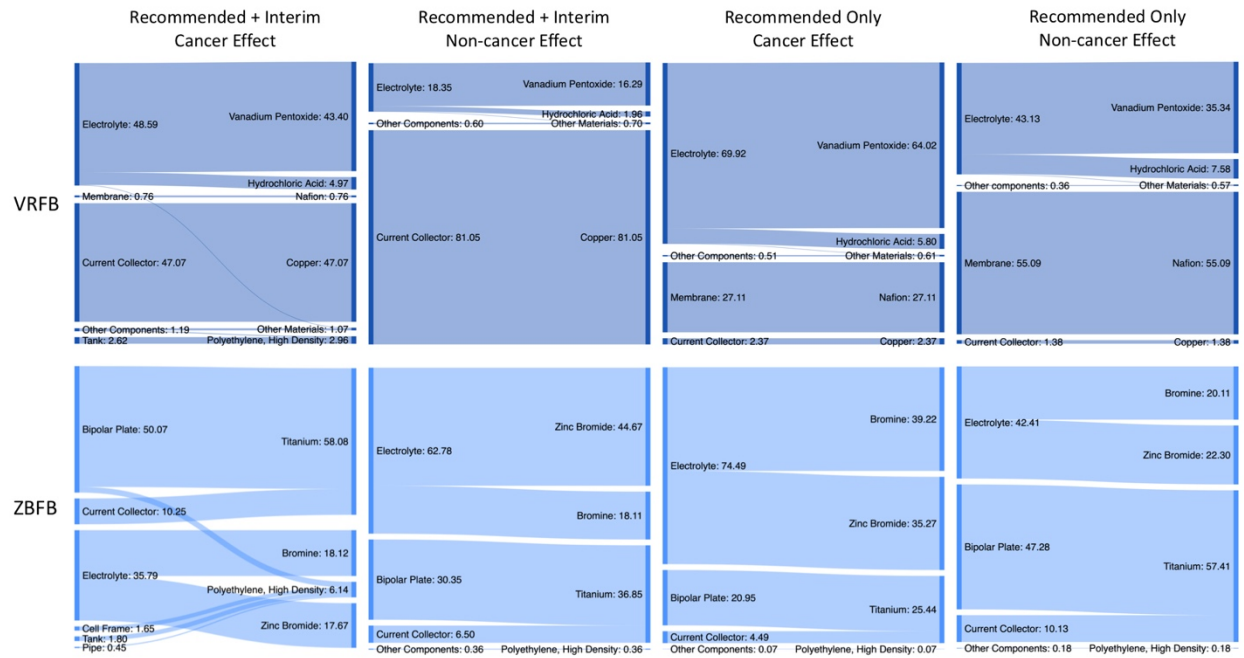 Recommended + Interim
Cancer Effect
Recommended + Interim
Non-cancer Effect
Recommended Only
Cancer Effect
Recommended Only
Non-cancer Effect
VRFB
Electrolyte: 48.59
Vanadium Pentoxide: 43.40
Hydrochloric Acid: 4.97
Membrane: 0.76
Nafion: 0.76
Current Collector: 47.07
Copper: 47.07
Other Components: 1.19
Other Materials: 1.07
Tank: 2.62
Polyethylene, High Density: 2.96
Electrolyte: 18.35
Vanadium Pentoxide: 16.29
Hydrochloric Acid: 1.96
Other Components: 0.60
Other Materials: 0.70
Current Collector: 81.05
Copper: 81.05
Electrolyte: 69.92
Vanadium Pentoxide: 64.02
Hydrochloric Acid: 5.80
Other Components: 0.51
Other Materials: 0.61
Membrane: 27.11
Nafion: 27.11
Current Collector: 2.37
Copper: 2.37
Electrolyte: 43.13
Vanadium Pentoxide: 35.34
Hydrochloric Acid: 7.58
Other components: 0.36
Other Materials: 0.57
Membrane: 55.09
Nafion: 55.09
Current Collector: 1.38
Copper: 1.38
ZBFB
Bipolar Plate: 50.07
Titanium: 58.08
Current Collector: 10.25
Bromine: 18.12
Electrolyte: 35.79
Polyethylene, High Density: 6.14
Cell Frame: 1.65
Zinc Bromide: 17.67
Tank: 1.80
Pipe: 0.45
Zinc Bromide: 44.67
Electrolyte: 62.78
Bromine: 18.11
Bipolar Plate: 30.35
Titanium: 36.85
Current Collector: 6.50
Other Components: 0.36
Polyethylene, High Density: 0.36
Bromine: 39.22
Electrolyte: 74.49
Zinc Bromide: 35.27
Bipolar Plate: 20.95
Titanium: 25.44
Current Collector: 4.49
Other Components: 0.07
Polyethylene, High Density: 0.07
Bromine: 20.11
Electrolyte: 42.41
Zinc Bromide: 22.30
Bipolar Plate: 47.28
Titanium: 57.41
Current Collector: 10.13
Other Components: 0.18
Polyethylene, High Density: 0.18